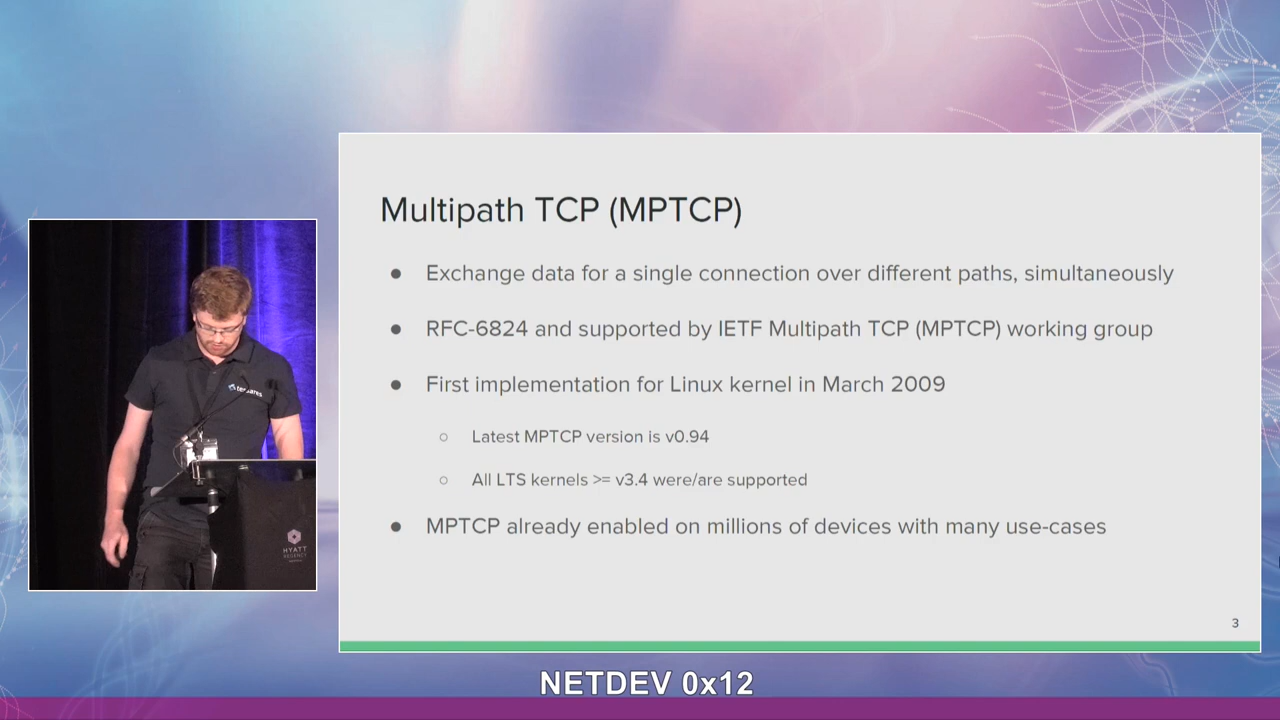 Multipath TCP (MPTCP)
● Exchange data for a single connection over different paths, simultaneously
● RFC-6824 and supported by IETF Multipath TCP (MPTCP) working group
● First implementation for Linux kernel in March 2009
○ Latest MPTCP version is v0.94
○ All LTS kernels >= v3.4 were/are supported
● MPTCP already enabled on millions of devices with many use-cases
3
HYATT
REGENCY
NETDEV 0x12